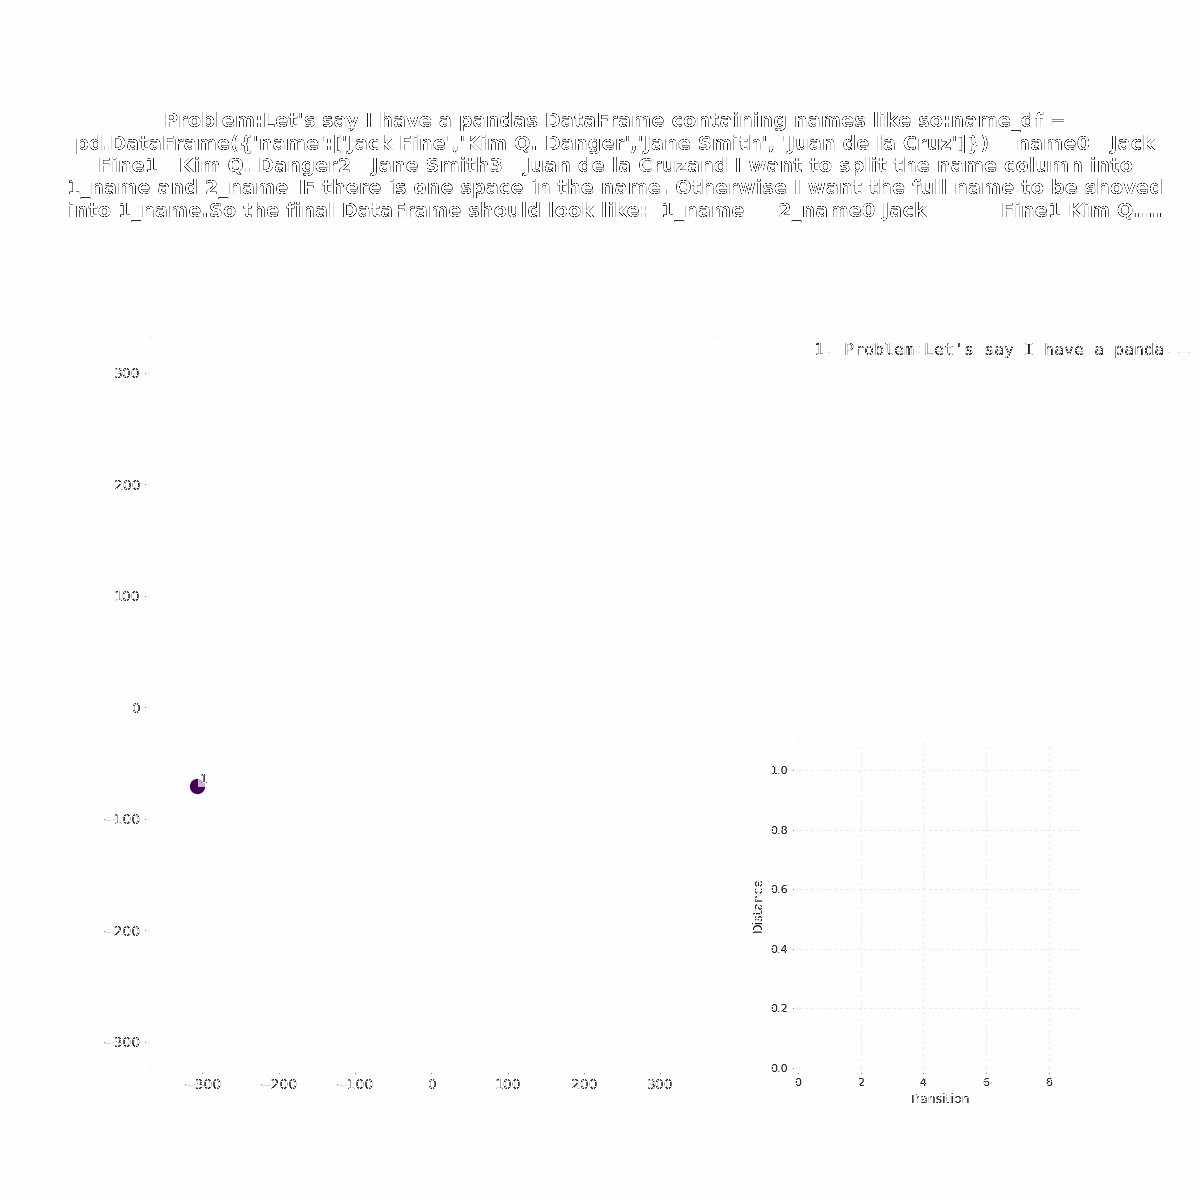 Problem:Let's say I have a pandas DataFrame containing names like so:name_df =
pd.DataFrame({'name':['Jack Fine','Kim Q. Danger','Jane Smith', 'Juan de la Cruz']})    name0   Jack
Fine1   Kim Q. Danger2   Jane Smith3   Juan de la Cruzand I want to split the name column into
1_name and 2_name IF there is one space in the name. Otherwise I want the full name to be shoved
into 1_name.So the final DataFrame should look like:  1_name     2_name0 Jack           Fine1 Kim Q.....
1. Problem:Let's say I have a panda...
300
200
100
0
−100
−200
−300
−300 −200 −100 0 100 200 300
1
1.0
0.8
0.6
0.4
0.2
0.0
Distance
0 2 4 6 8
Transition